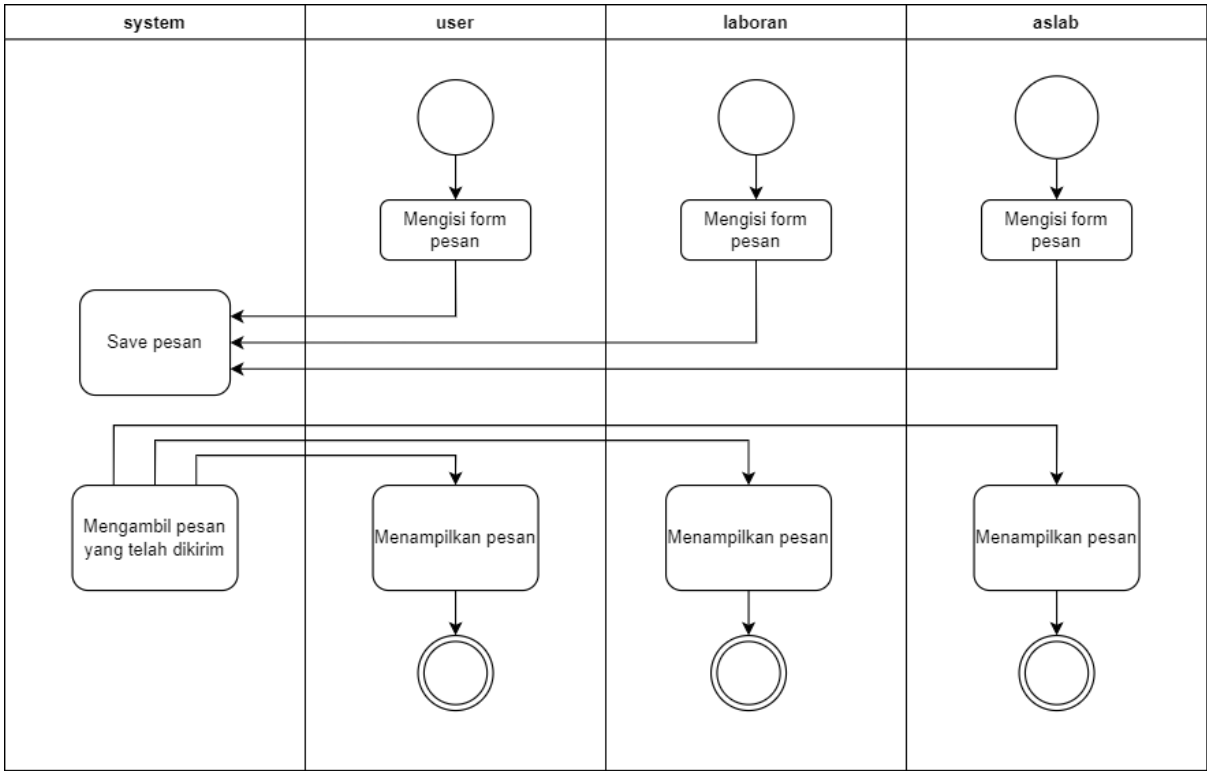 system
user
laboran
aslab
Mengisi form
pesan
Mengisi form
pesan
Mengisi form
pesan
Save pesan
Mengambil pesan
yang telah dikirim
Menampilkan pesan
Menampilkan pesan
Menampilkan pesan